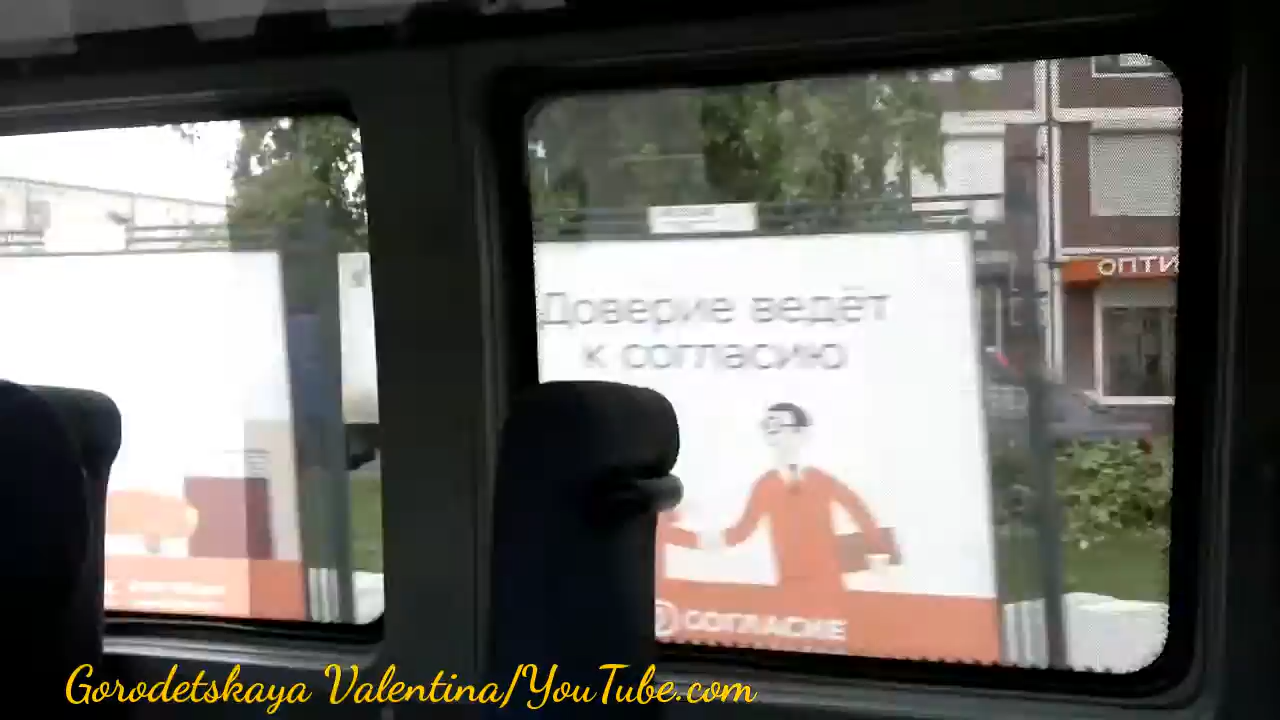 Доверие ведёт
к согласию
ОПТИ
СОГЛАСИЕ
Gorodetskaya Valentina/YouTube.com